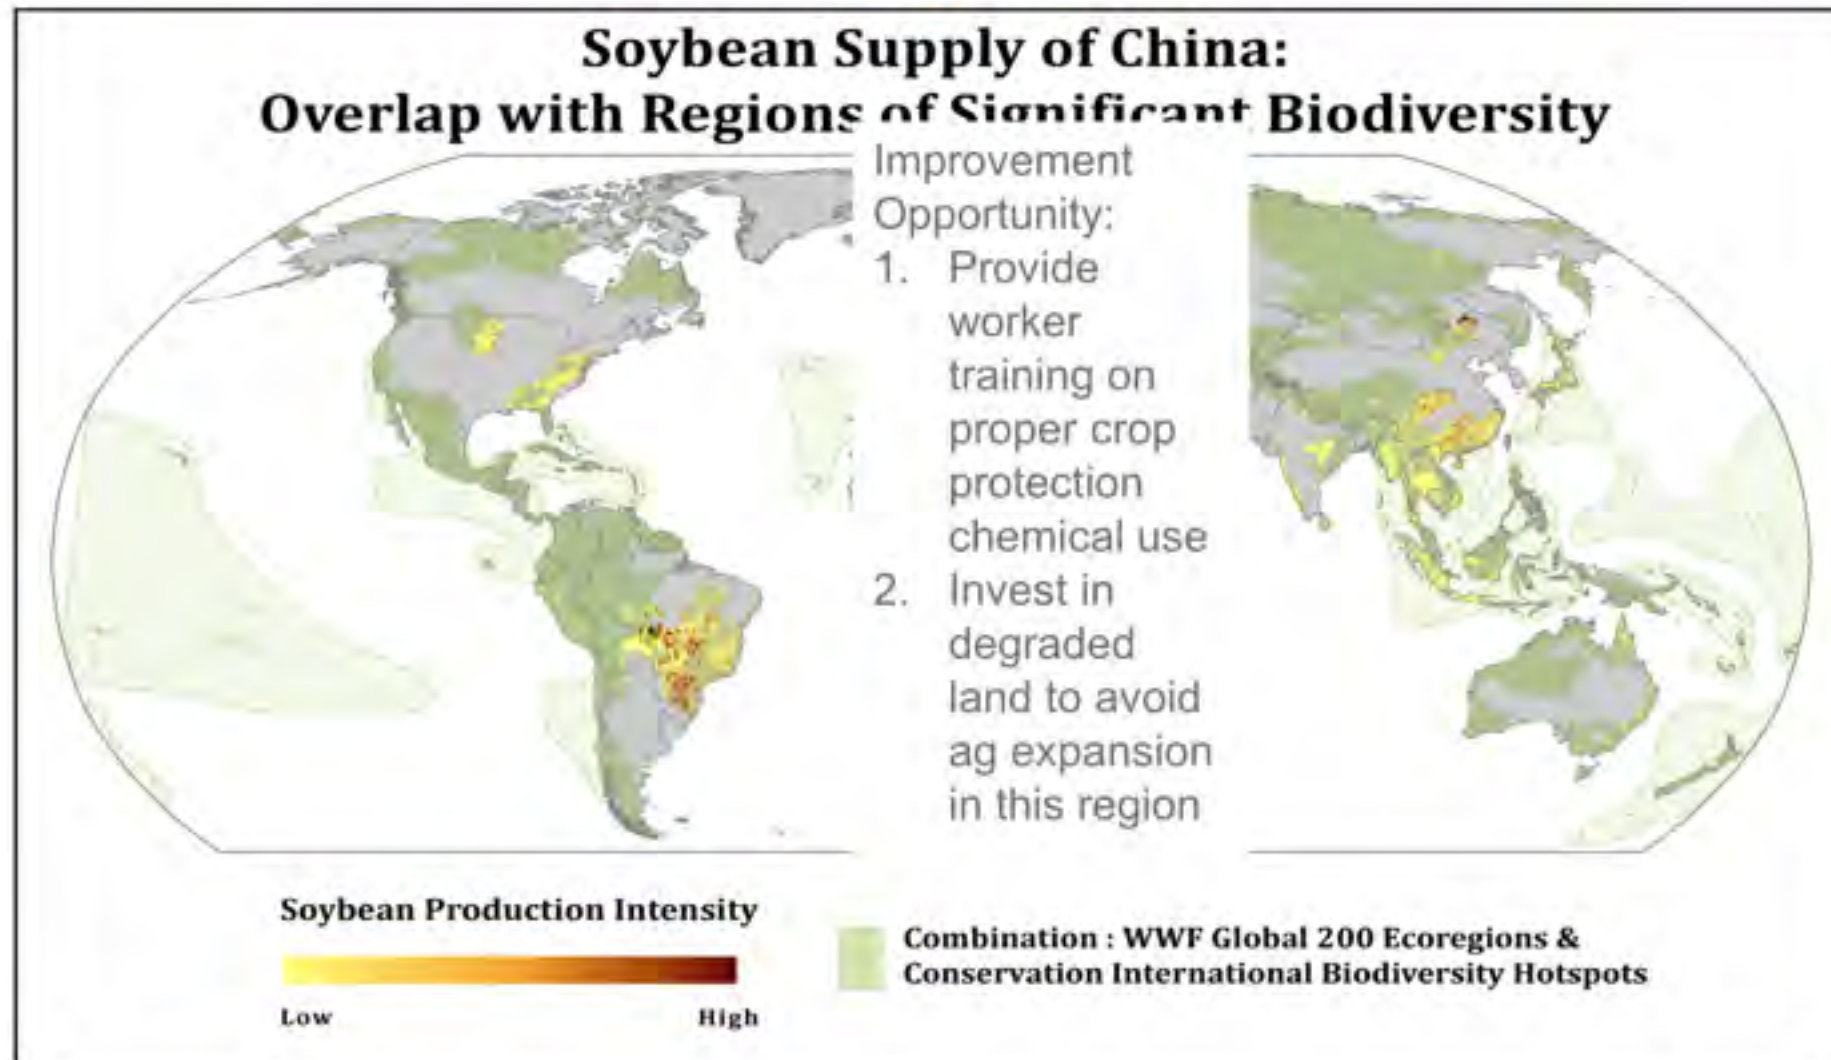 Soybean Supply of China:
Overlap with Regions of Significant Biodiversity
Improvement
Opportunity:
1. Provide
worker
training on
proper crop
protection
chemical use
2. Invest in
degraded
land to avoid
ag expansion
in this region
Soybean Production Intensity
Low High
Combination : WWF Global 200 Ecoregions &
Conservation International Biodiversity Hotspots